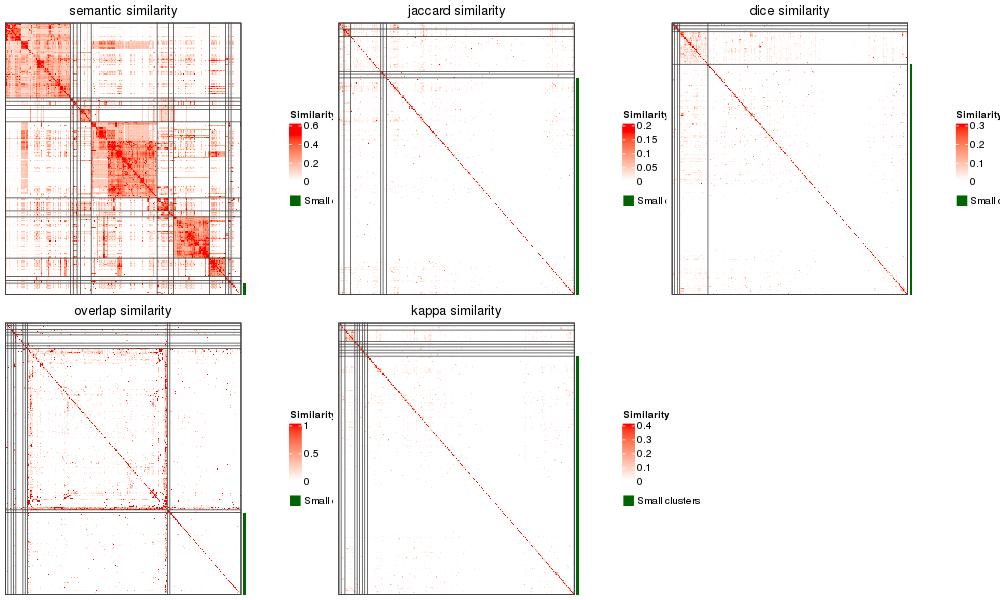 semantic similarity
Similarity
0.6
0.4
0.2
0
Small
jaccard similarity
Similarity
0.2
0.15
0.1
0.05
0
Small
dice similarity
Similarity
0.3
0.2
0.1
0
Small
overlap similarity
Similarity
1
0.5
0
Small
kappa similarity
Similarity
0.4
0.3
0.2
0.1
0
Small clusters